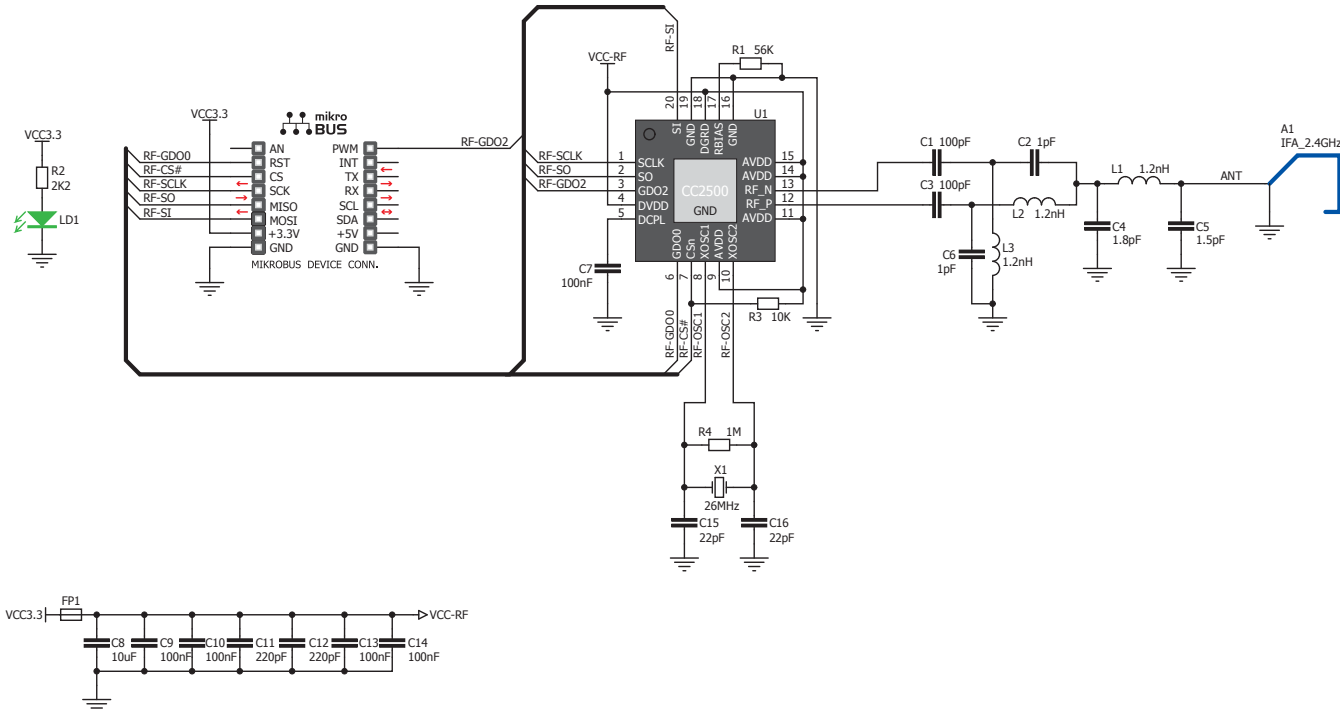 RF-SI
R1 56K
VCC-RF
20
19
18
17
16
U1
SI
GND
DGRD
RBIAS
GND
mikro
BUS
VCC3.3
VCC3.3
R2
2K2
LD1
RF-GDO0
RF-CS#
RF-SCLK
RF-SO
RF-SI
AN
RST
CS
SCK
MISO
MOSI
+3.3V
GND
PWM
INT
TX
RX
SCL
SDA
+5V
GND
MIKROBUS DEVICE CONN.
RF-GDO2
RF-SCLK
RF-SO
RF-GDO2
1
2
3
4
5
SCLK
SO
GDO2
DVDD
DCPL
CC2500
GND
AVDD
AVDD
RF_N
RF_P
AVDD
15
14
13
12
11
GDO0
CSn
XOSC1
AVDD
XOSC2
6
7
8
9
10
C7
100nF
R3 10K
RF-GDO0
RF-CS#
RF-OSC1
RF-OSC2
C1 100pF
C2 1pF
C3 100pF
L2 1.2nH
L1 1.2nH
ANT
A1
IFA_2.4GHz
C6
1pF
L3
1.2nH
C4
1.8pF
C5
1.5pF
R4 1M
X1
26MHz
C15
22pF
C16
22pF
VCC3.3
FP1
VCC-RF
C8
10uF
C9
100nF
C10
100nF
C11
220pF
C12
220pF
C13
100nF
C14
100nF